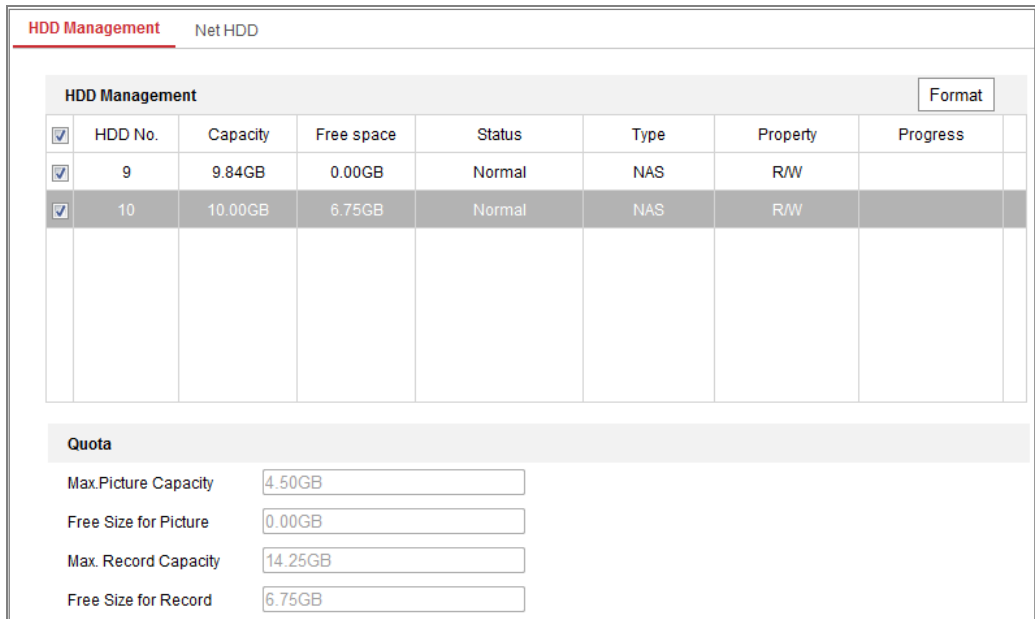 HDD Management Net HDD
HDD Management Format
HDD No. Capacity Free space Status Type Property Progress
9 9.84GB 0.00GB Normal NAS R/W
10 10.00GB 6.75GB Normal NAS R/W
Quota
Max.Picture Capacity 4.50GB
Free Size for Picture 0.00GB
Max. Record Capacity 14.25GB
Free Size for Record 6.75GB